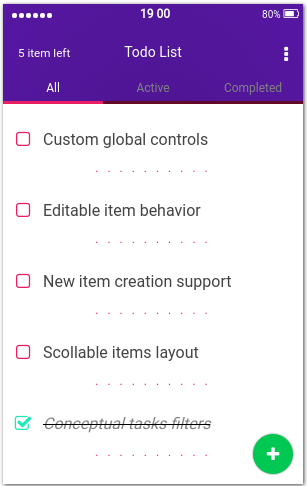 19 00
80%
5 item left
Todo List
All
Active
Completed
Custom global controls
Editable item behavior
New item creation support
Scollable items layout
Conceptual tasks filters